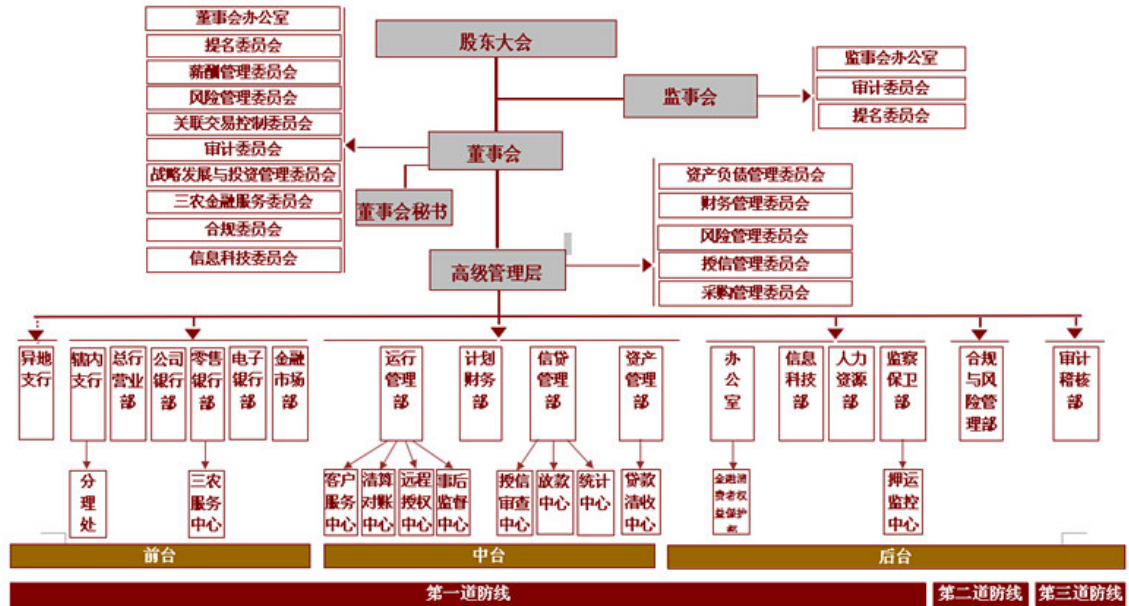 股东大会
监事会
监事会办公室
审计委员会
提名委员会
董事会
董事会办公室
提名委员会
薪酬管理委员会
风险管理委员会
关联交易控制委员会
审计委员会
战略发展与投资管理委员会
三农金融服务委员会
合规委员会
信息科技委员会
董事会秘书
高级管理层
资产负债管理委员会
财务管理委员会
风险管理委员会
授信管理委员会
采购管理委员会
异地
支行
辖内
支行
总行
营业
部
公司
银行
部
零售
银行
部
电子
银行
部
金融
市场
部
运行
管理
部
计划
财务
部
信贷
管理
部
资产
管理
部
办
公
室
信息
科技
部
人力
资源
部
监察
保卫
部
合规
与风
险管
理部
审计
稽核
部
分
理
处
三农
服务
中心
客户
服务
中心
清算
对账
中心
远程
授权
中心
事后
监督
中心
授信
审查
中心
放款
中心
统计
中心
贷款
清收
中心
金融消
费者权
益保护
部
押运
监控
中心
前台
中台
后台
第一道防线
第二道防线
第三道防线